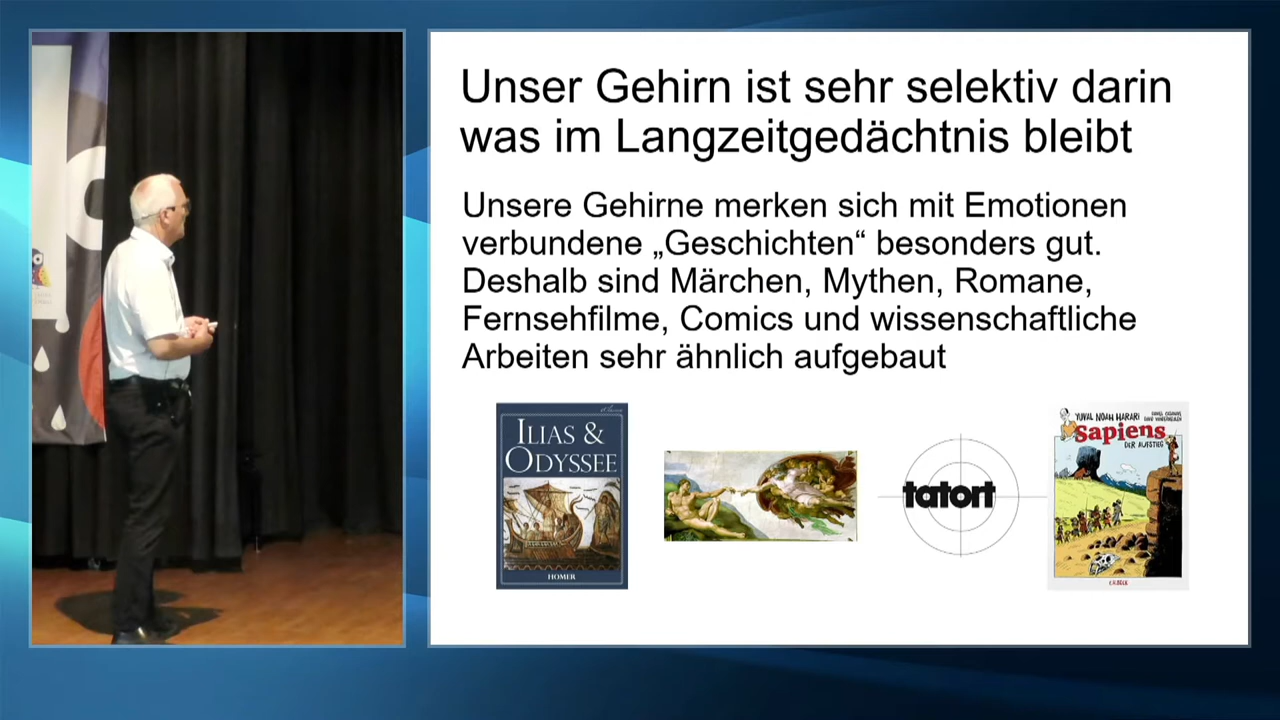 Unser Gehirn ist sehr selektiv darin
was im Langzeitgedächtnis bleibt
Unsere Gehirne merken sich mit Emotionen
verbundene „Geschichten“ besonders gut.
Deshalb sind Märchen, Mythen, Romane,
Fernsehfilme, Comics und wissenschaftliche
Arbeiten sehr ähnlich aufgebaut
ILIAS &
ODYSSEE
HOMER
tatort
YUVAL NOAH HARARI
Sapiens
DER AUFSTIEG
C.H.BECK